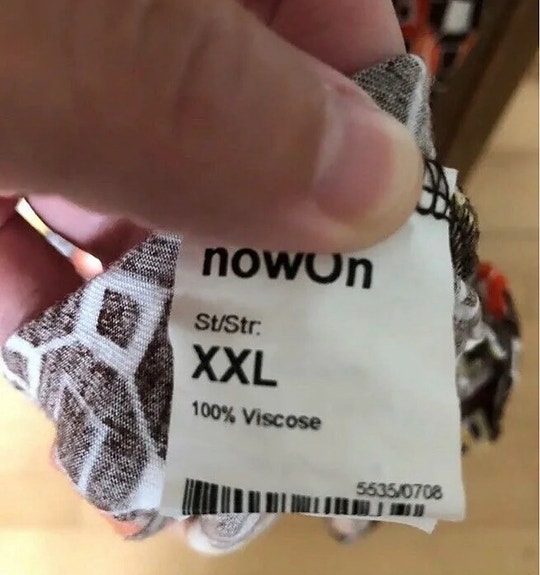 nowOn
St/Str:
XXL
100% Viscose
5535/0708